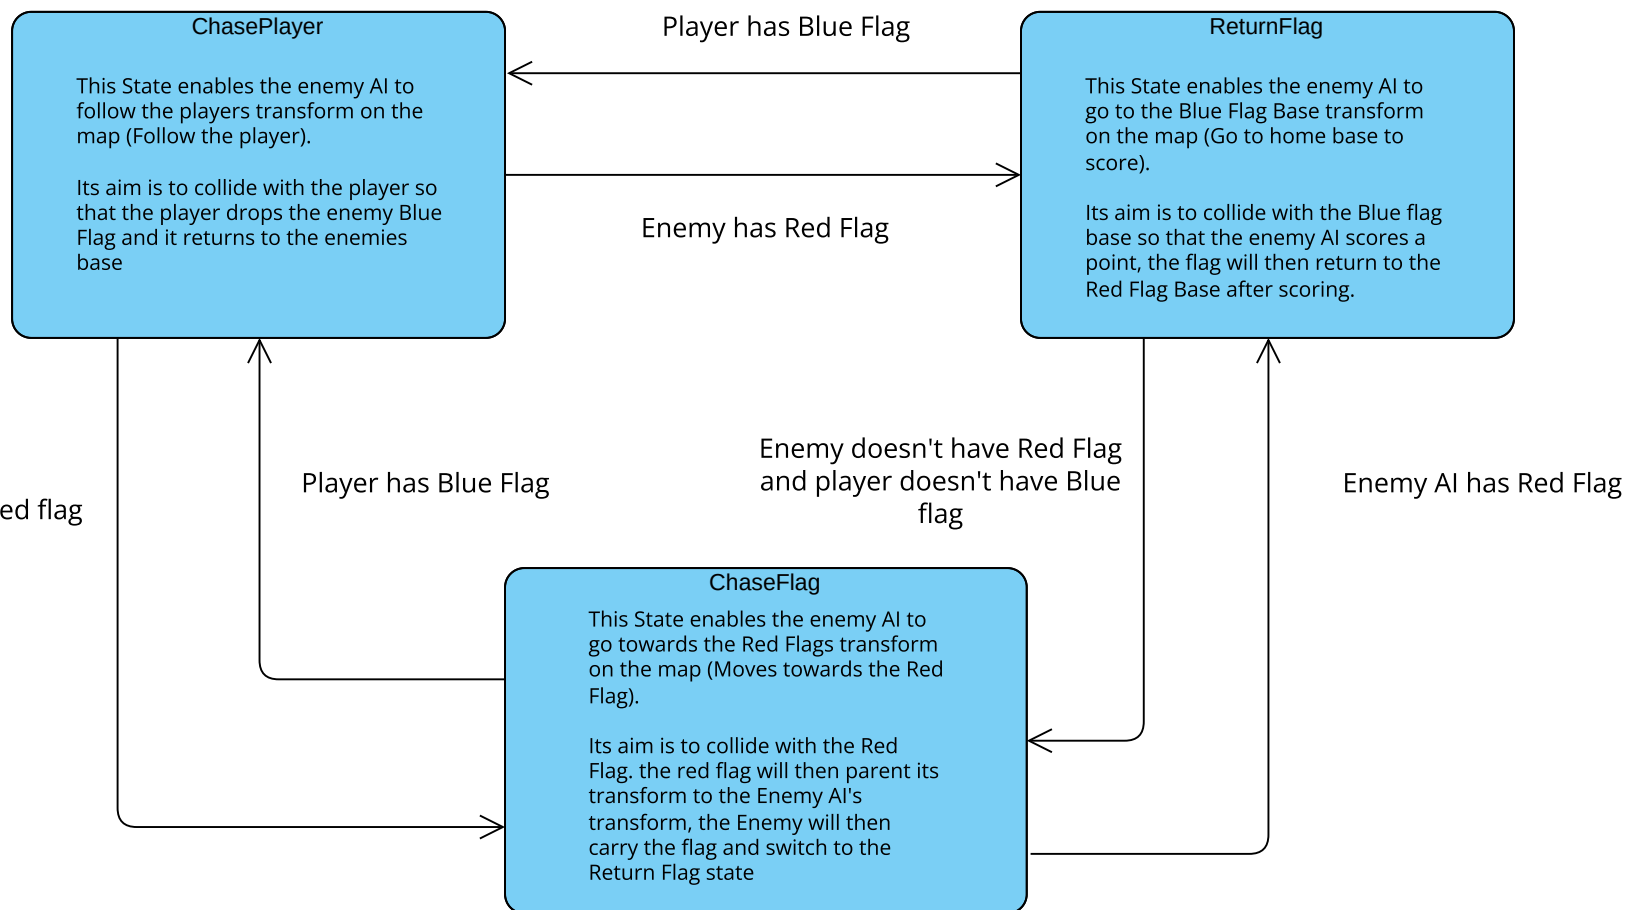 ChasePlayer
This State enables the enemy AI to
follow the players transform on the
map (Follow the player).
Its aim is to collide with the player so
that the player drops the enemy Blue
Flag and it returns to the enemies
base
Player has Blue Flag
Enemy has Red Flag
ReturnFlag
This State enables the enemy AI to
go to the Blue Flag Base transform
on the map (Go to home base to
score).
Its aim is to collide with the Blue flag
base so that the enemy AI scores a
point, the flag will then return to the
Red Flag Base after scoring.
flag
Player has Blue Flag
Enemy doesn't have Red Flag
and player doesn't have Blue
flag
Enemy AI has Red Flag
ChaseFlag
This State enables the enemy AI to
go towards the Red Flags transform
on the map (Moves towards the Red
Flag).
Its aim is to collide with the Red
Flag. the red flag will then parent its
transform to the Enemy AI's
transform, the Enemy will then
carry the flag and switch to the
Return Flag state